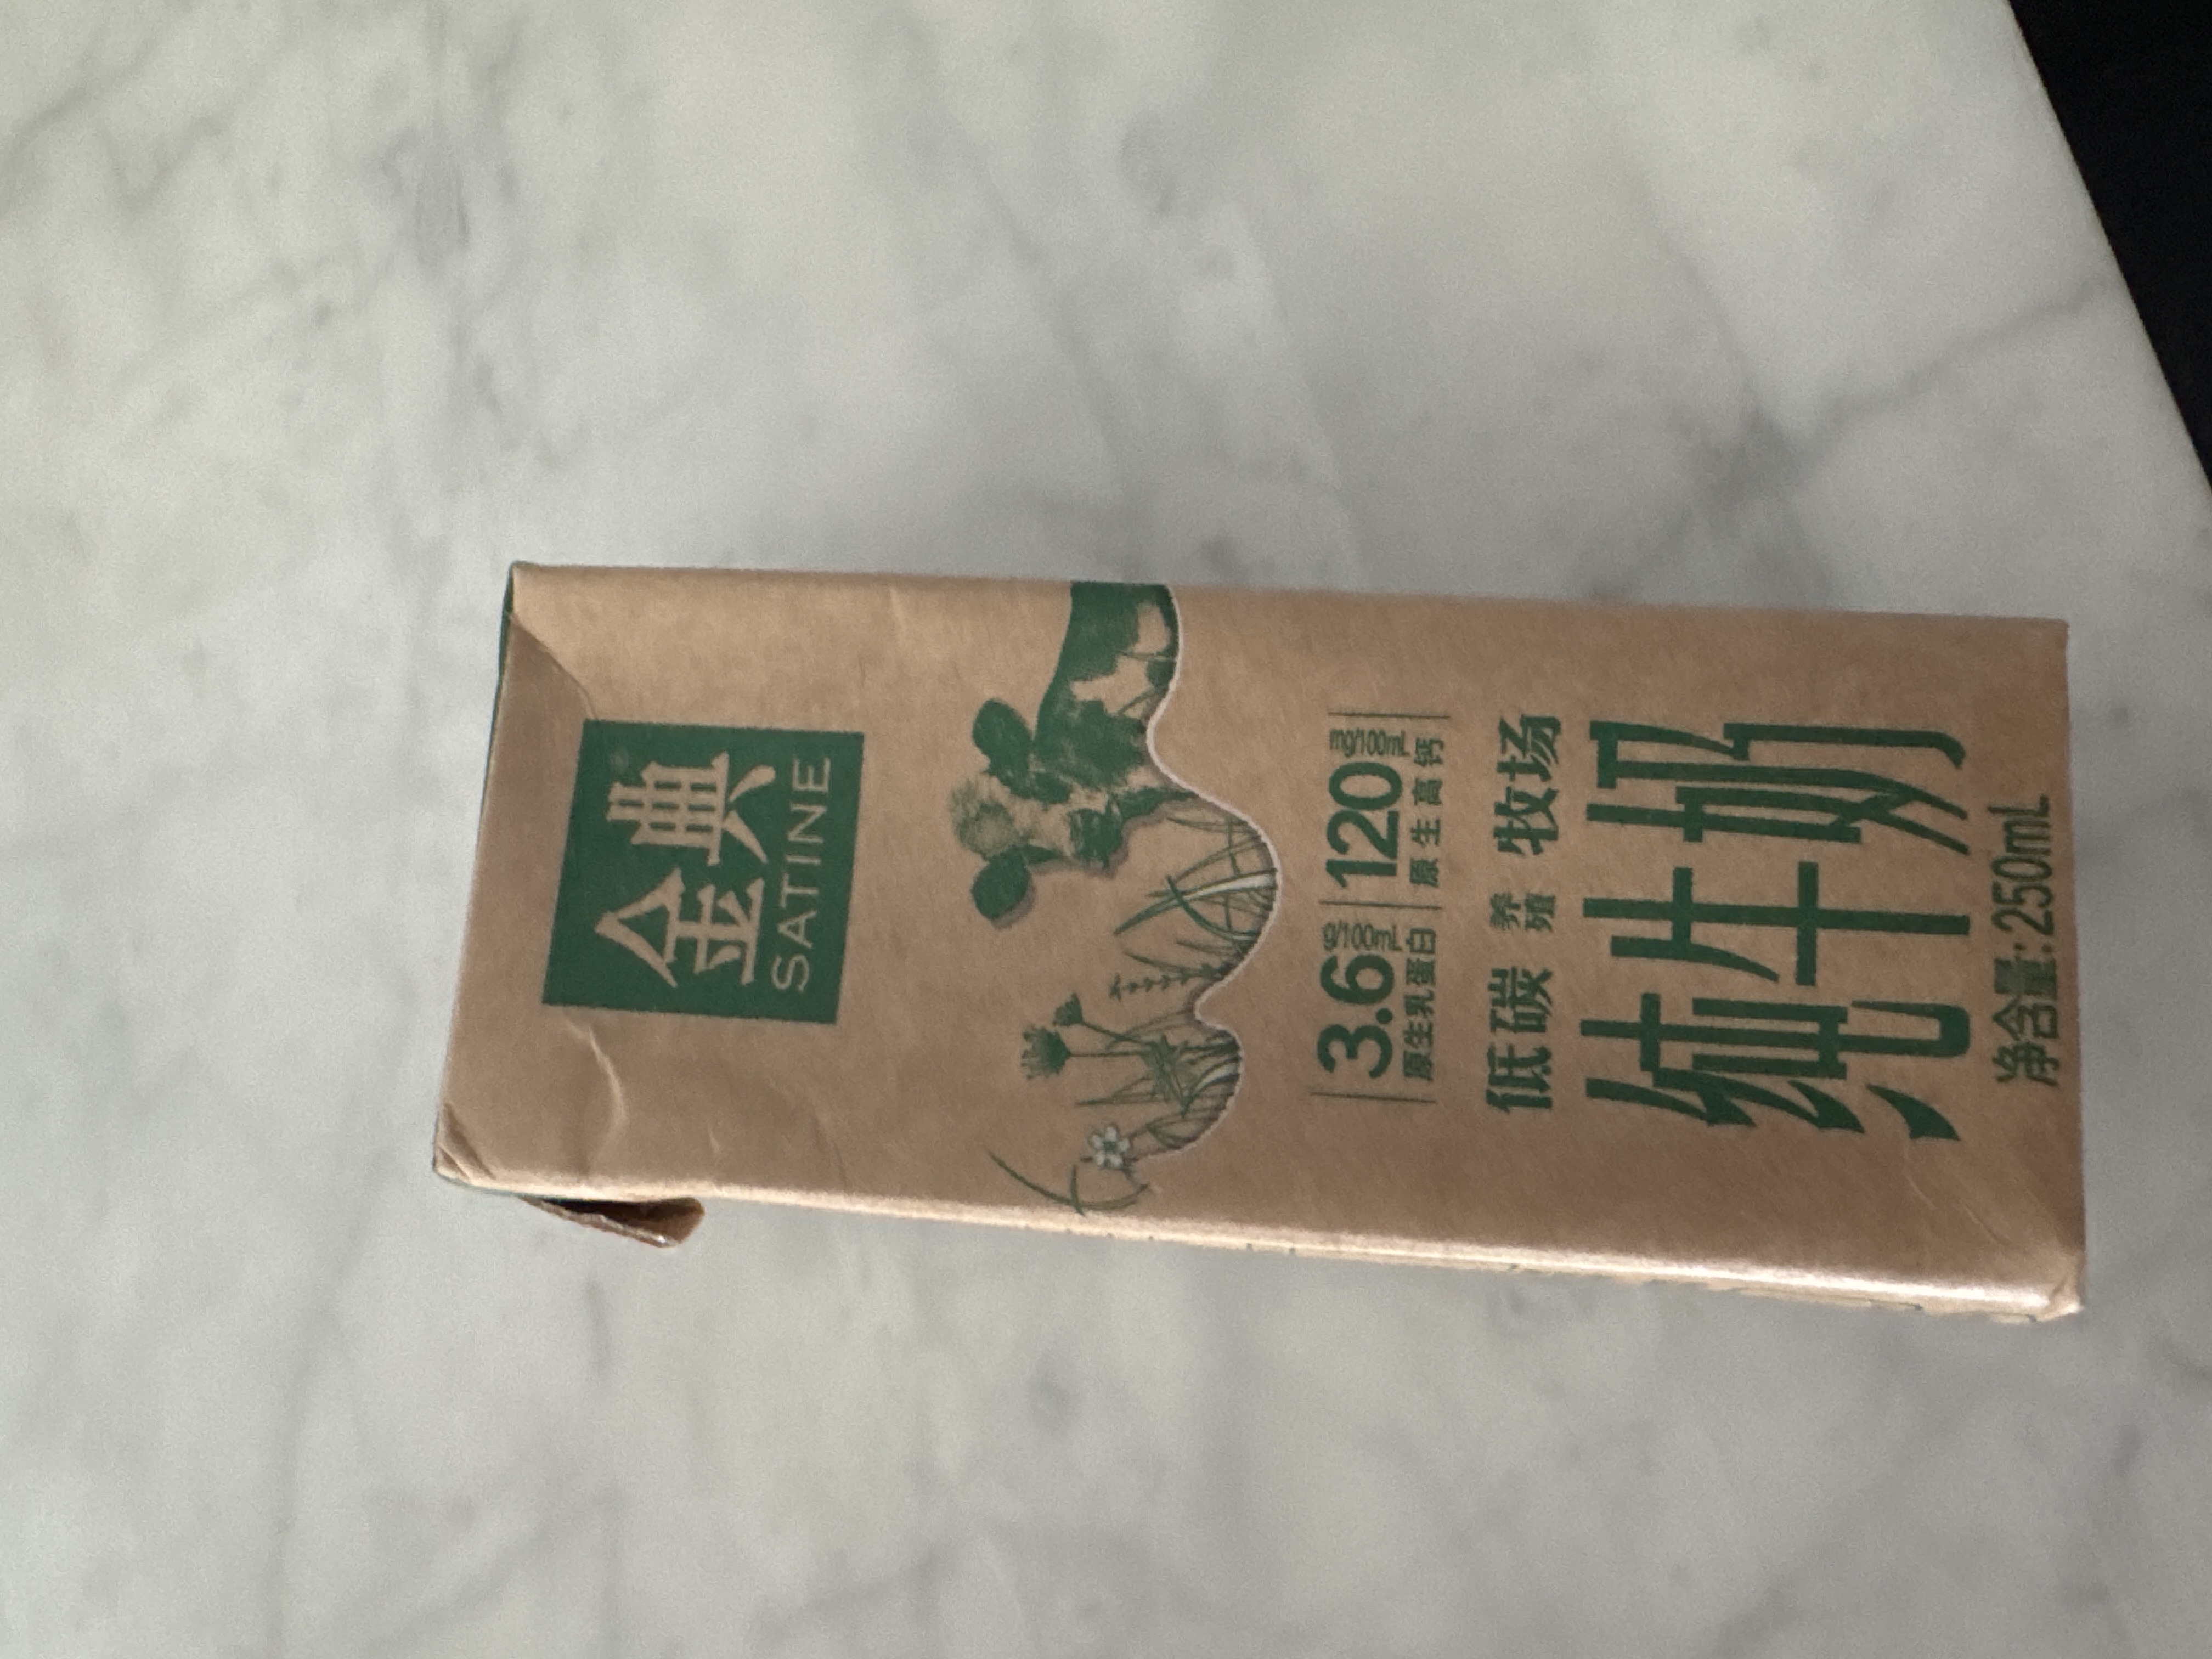 金典
SATINE
3.6g/100mL 120mg/100mL
原生乳蛋白 原生高钙
低碳 养殖 牧场
纯牛奶
净含量:250mL